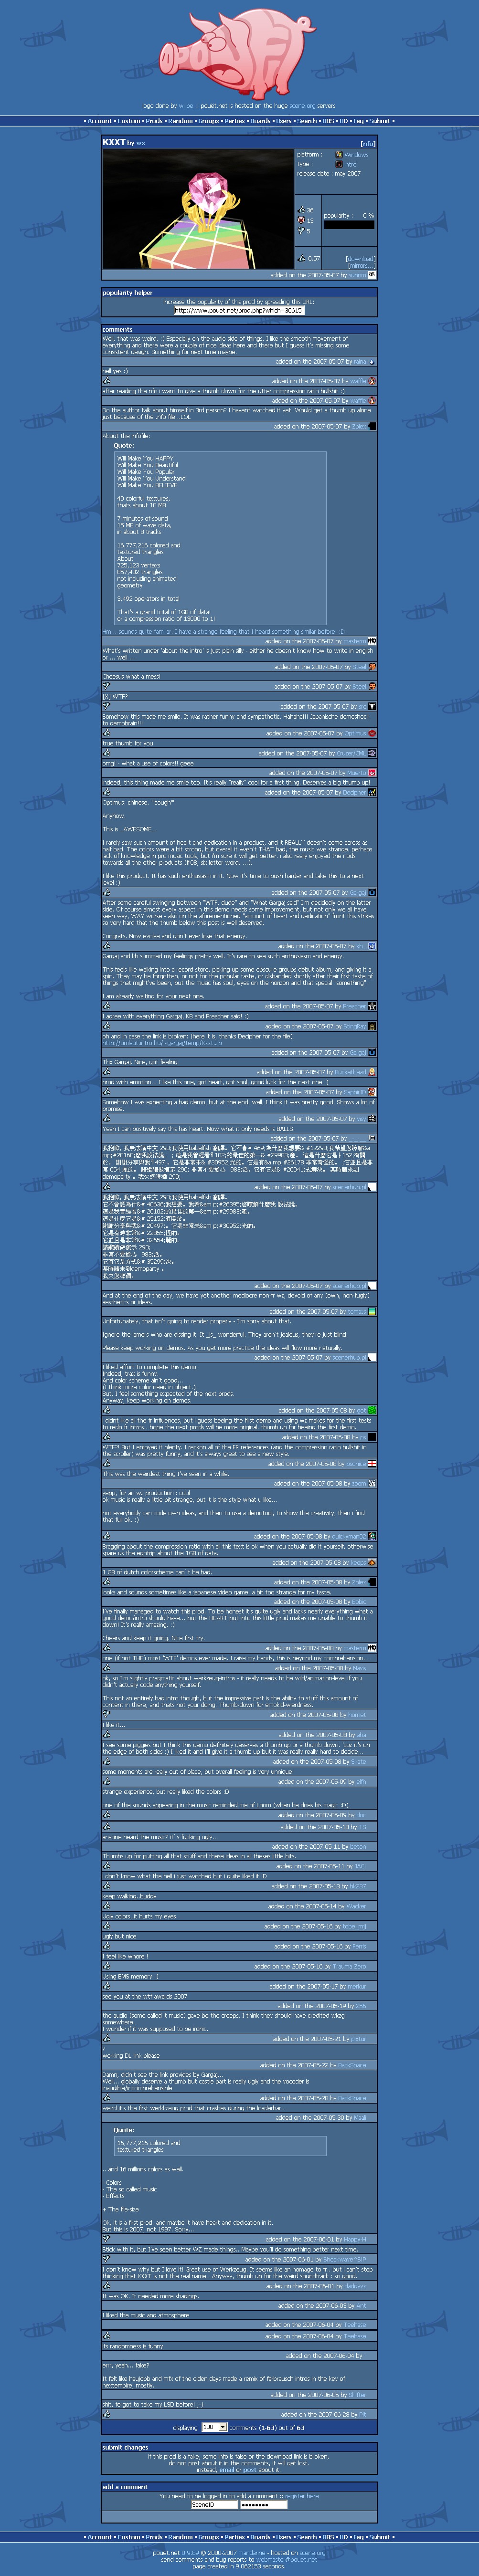 logo done by willbe :: pouet.net is hosted on the huge scene.org servers
• Account • Custom • Prods • Random • Groups • Parties • Boards • Users • Search • BBS • UD • Faq • Submit •
KXXT by wx
[nfo]
platform : Windows
type : intro
release date : may 2007
36
13
5
popularity : 0 %
0.57
[download]
[mirrors...]
added on the 2007-05-07 by
popularity helper
increase the popularity of this prod by spreading this URL:
http://www.pouet.net/prod.php?which=30615
comments
Well, that was weird. :) Especially on the audio side of things. I like the smooth movement of
everything and there were a couple of nice ideas here and there but I guess it's missing some
consistent design. Something for next time maybe.
added on the 2007-05-07 by raina
hell yes :)
added on the 2007-05-07 by waffle
after reading the nfo i want to give a thumb down for the utter compression ratio bullshit :)
added on the 2007-05-07 by waffle
Do the author talk about himself in 3rd person? I havent watched it yet. Would get a thumb up alone
just because of the .nfo file...LOL
added on the 2007-05-07 by Zplex
About the infofile:
Quote:
Will Make You HAPPY
Will Make You Beautiful
Will Make You Popular
Will Make You Understand
Will Make You BELIEVE
40 colorful textures,
thats about 10 MB
7 minutes of sound
15 MB of wave data,
in about 8 tracks
16,777,216 colored and
textured triangles
About
725,123 vertexs
857,432 triangles
not including animated
geometry
3,492 operators in total
That's a grand total of 1GB of data!
or a compression ratio of 13000 to 1!
Hm... sounds quite familiar. I have a strange feeling that I heard something similar before. :D
added on the 2007-05-07 by
What's written under 'about the intro' is just plain silly - either he doesn't know how to write in english
or ... well ...
added on the 2007-05-07 by Steel
Cheesus what a mess!
added on the 2007-05-07 by Steel
[X] WTF?
added on the 2007-05-07 by
Somehow this made me smile. It was rather funny and sympathetic. Hahaha!!! Japanische demoshock
to demobrain!!!
added on the 2007-05-07 by Optimus
true thumb for you
added on the 2007-05-07 by Cruzer/CML
omg! - what a use of colors!! geee
added on the 2007-05-07 by Muerto
indeed, this thing made me smile too. It's really "really" cool for a first thing. Deserves a big thumb up!
added on the 2007-05-07 by Decipher
Optimus: chinese. *cough*.
Anyhow.
This is _AWESOME_.
I rarely saw such amount of heart and dedication in a product, and it REALLY doesn't come across as
half bad. The colors were a bit strong, but overall it wasn't THAT bad, the music was strange, perhaps
lack of knowledge in pro music tools, but i'm sure it will get better. i also really enjoyed the nods
towards all the other products (fr08, six letter word, ...).
I like this product. It has such enthusiasm in it. Now it's time to push harder and take this to a next
level :)
added on the 2007-05-07 by Gargaj
After some careful swinging between "WTF, dude" and "What Gargaj said" I'm decidedly on the latter
side. Of course almost every aspect in this demo needs some improvement, but not only we all have
seen way, WAY worse - also on the aforementioned "amount of heart and dedication" front this strikes
so very hard that the thumb below this post is well deserved.
Congrats. Now evolve and don't ever lose that energy.
added on the 2007-05-07 by kb_
Gargaj and kb summed my feelings pretty well. It's rare to see such enthusiasm and energy.
This feels like walking into a record store, picking up some obscure groups debut album, and giving it a
spin. They may be forgotten, or not for the popular taste, or disbanded shortly after their first taste of
things that might've been, but the music has soul, eyes on the horizon and that special "something".
I am already waiting for your next one.
added on the 2007-05-07 by Preacher
I agree with everything Gargaj, KB and Preacher said! :)
added on the 2007-05-07 by StingRay
oh and in case the link is broken: (here it is, thanks Decipher for the file)
http://umlaut.intro.hu/~gargaj/temp/kxxt.zip
added on the 2007-05-07 by Gargaj
Thx Gargaj. Nice, got feeling
added on the 2007-05-07 by Buckethead
prod with emotion... I like this one, got heart, got soul, good luck for the next one :)
added on the 2007-05-07 by
Somehow I was expecting a bad demo, but at the end, well, I think it was pretty good. Shows a lot of
promise.
added on the 2007-05-07 by
Yeah I can positively say this has heart. Now what it needs is BALLS.
added on the 2007-05-07 by
added on the 2007-05-07 by
added on the 2007-05-07 by
And at the end of the day, we have yet another mediocre non-fr wz, devoid of any (own, non-fugly)
aesthetics or ideas.
added on the 2007-05-07 by tomaes
Unfortunately, that isn't going to render properly - I'm sorry about that.
Ignore the lamers who are dissing it. It _is_ wonderful. They aren't jealous, they're just blind.
Please keep working on demos. As you get more practice the ideas will flow more naturally.
added on the 2007-05-07 by
I liked effort to complete this demo.
Indeed, trax is funny.
And color scheme an't good...
(I think more color need in object.)
But, I feel something expected of the next prods.
Anyway, keep working on demos.
added on the 2007-05-08 by
I didnt like all the fr influences, but i guess beeing the first demo and using wz makes for the first tests
to redo fr intros.. hope the next prods will be more original. thumb up for beeing the first demo.
added on the 2007-05-08 by
WTF?! But I enjoyed it plenty. I reckon all of the FR references (and the compression ratio bullshit in
the scroller) was pretty funny, and it's always great to see a new style.
added on the 2007-05-08 by
This was the weirdest thing I've seen in a while.
added on the 2007-05-08 by
yepp, for an wz production : cool
ok music is really a little bit strange, but it is the style what u like...
not everybody can code own ideas, and then to use a demotool, to show the creativity, then i find
that full ok. :)
added on the 2007-05-08 by
Bragging about the compression ratio with all this text is ok when you actually did it yourself, otherwise
spare us the egotrip about the 1GB of data.
added on the 2007-05-08 by
1 GB of dutch colorscheme can`t be bad.
added on the 2007-05-08 by Zplex
looks and sounds sometimes like a japanese video game. a bit too strange for my taste.
added on the 2007-05-08 by
I've finally managed to watch this prod. To be honest it's quite ugly and lacks nearly everything what a
good demo/intro should have... but the HEART put into this little prod makes me unable to thumb it
down! It's really amazing. :)
Cheers and keep it going. Nice first try.
added on the 2007-05-08 by
one (if not THE) most 'WTF' demos ever made. I raise my hands, this is beyond my comprehension...
added on the 2007-05-08 by
ok, so I'm slightly pragmatic about werkzeug-intros - it really needs to be wild/animation-level if you
didn't actually code anything yourself.
This not an entirely bad intro though, but the impressive part is the ability to stuff this amount of
content in there, and thats not your doing. Thumb-down for emokid-wierdness.
added on the 2007-05-08 by hornet
I like it...
added on the 2007-05-08 by aha
I see some piggies but I think this demo definitely deserves a thumb up or a thumb down. 'coz it's on
the edge of both sides :) I liked it and I'll give it a thumb up but it was really really hard to decide...
added on the 2007-05-08 by Skate
some moments are really out of place, but overall feeling is very unique!
added on the 2007-05-09 by
strange experience, but really liked the colors :D
one of the sounds appearing in the music reminded me of Loom (when he does his magic :D)
added on the 2007-05-09 by
added on the 2007-05-10 by TS
anyone heard the music? it`s fucking ugly...
added on the 2007-05-11 by
Thumbs up for putting all that stuff and these ideas in all theses little bits.
added on the 2007-05-11 by JAC!
i don't know what the hell i just watched but i quite liked it :D
added on the 2007-05-13 by
keep walking..buddy
added on the 2007-05-14 by Wacker
Ugly colors, it hurts my eyes.
added on the 2007-05-16 by
ugly but nice
added on the 2007-05-16 by Ferris
I feel like whore !
added on the 2007-05-16 by Trauma Zero
Using EMS memory :)
added on the 2007-05-17 by merkur
see you at the wtf awards 2007
added on the 2007-05-19 by 256
the audio (some called it music) gave be the creeps. I think they should have credited wkzg
somewhere.
I wonder if it was supposed to be ironic.
added on the 2007-05-21 by
?
working DL link please
added on the 2007-05-22 by BackSpace
Damn, didn't see the link provides by Gargaj...
Well... globally deserve a thumb but castle part is really ugly and the vocoder is
inaudible/incomprehensible
added on the 2007-05-28 by BackSpace
weird it's the first werkkzeug prod that crashes during the loaderbar..
added on the 2007-05-30 by Maali
Quote:
16,777,216 colored and
textured triangles
.. and 16 millions colors as well.
- Colors
- The so called music
- Effects
+ The file-size
Ok, it is a first prod. and maybe it have heart and dedication in it.
But this is 2007, not 1997. Sorry...
added on the 2007-06-01 by
Stick with it, but I've seen better WZ made things.. Maybe you'll do something better next time.
added on the 2007-06-01 by
I don't know why but I love it! Great use of Werkzeug. It seems like an homage to fr... but i can't stop
thinking that KXXT is not the real name.. Anyway, thumb up for the weird soundtrack : so good.
added on the 2007-06-01 by
It was OK. It needed more shadings.
added on the 2007-06-03 by
I liked the music and atmosphere
added on the 2007-06-04 by
added on the 2007-06-04 by
Its randomness is funny.
added on the 2007-06-04 by
errr, yeah... fake?
It felt like haujobb and mfx of the olden days made a remix of farbrausch intros in the key of
nextempire, mostly.
added on the 2007-06-05 by Shifter
shit, forgot to take my LSD before! ;-)
added on the 2007-06-28 by
displaying 100 comments (1-63) out of 63
submit changes
if this prod is a fake, some info is false or the download link is broken,
do not post about it in the comments, it will get lost.
instead, email or post about it.
add a comment
You need to be logged in to add a comment :: register here
SceneID ••••••••
• Account • Custom • Prods • Random • Groups • Parties • Boards • Users • Search • BBS • UD • Faq • Submit •
pouet.net 0.9.89 © 2000-2007 mandarine - hosted on scene.org
send comments and bug reports to webmaster@pouet.net
page created in 9.062153 seconds.